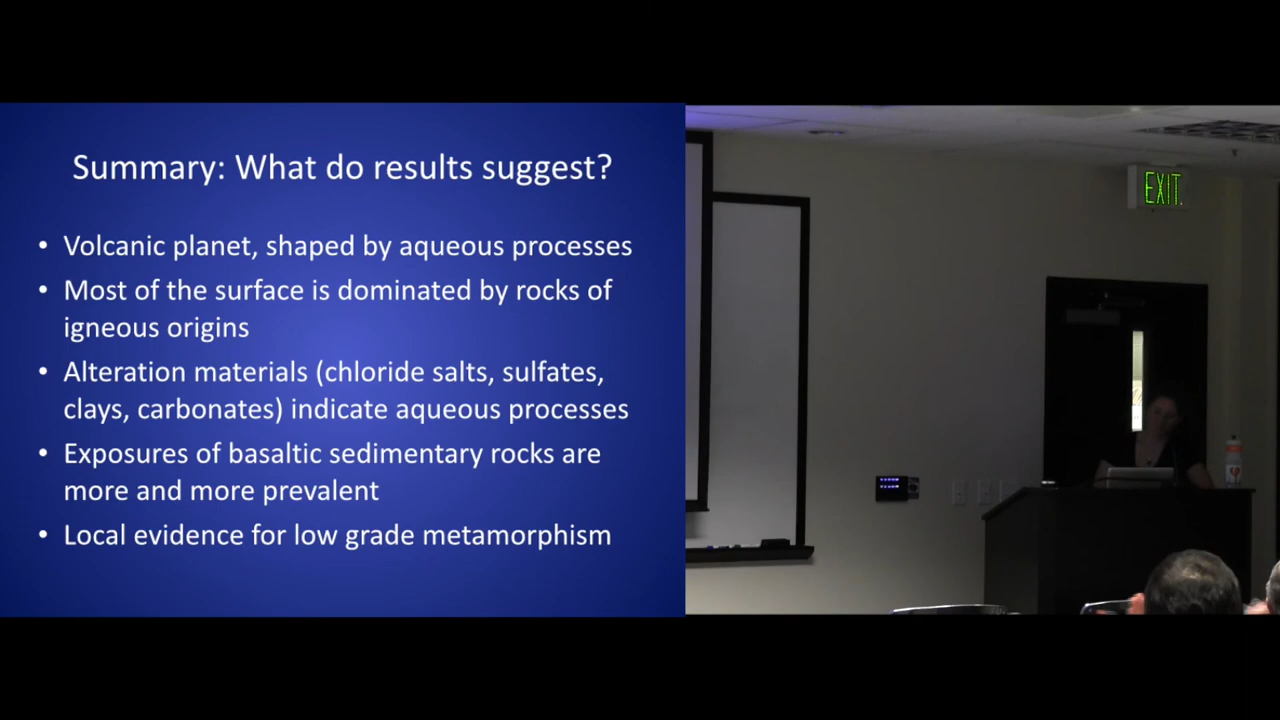 Summary: What do results suggest?
• Volcanic planet, shaped by aqueous processes
• Most of the surface is dominated by rocks of
igneous origins
• Alteration materials (chloride salts, sulfates,
clays, carbonates) indicate aqueous processes
• Exposures of basaltic sedimentary rocks are
more and more prevalent
• Local evidence for low grade metamorphism
EXIT